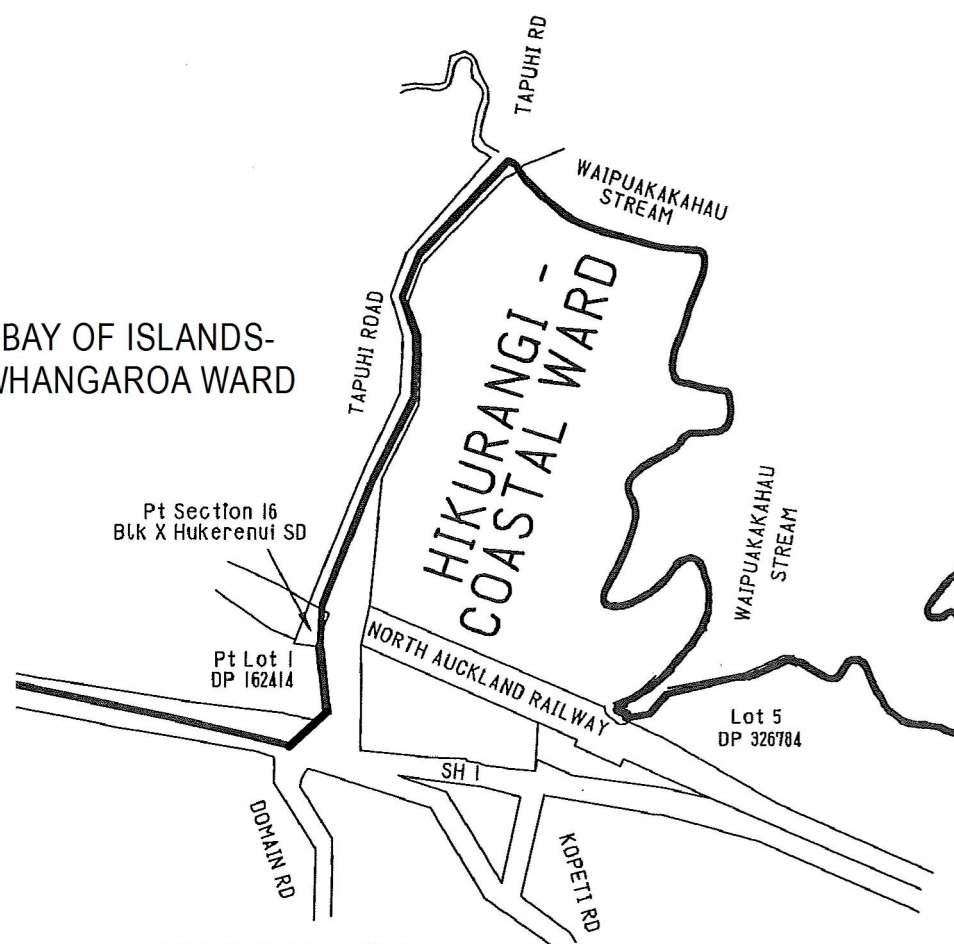 TAPUHI RD
WAIPUAKAKAHAU
STREAM
BAY OF ISLANDS-
WHANGAROA WARD
TAPUHI ROAD
HIKURANGI -
COASTAL WARD
Pt Section 16
Blk X Hukerenui SD
WAIPUAKAKAHAU
STREAM
NORTH AUCKLAND RAILWAY
Pt Lot 1
DP 162414
Lot 5
DP 326784
SH 1
DOMAIN RD
KOPETI RD